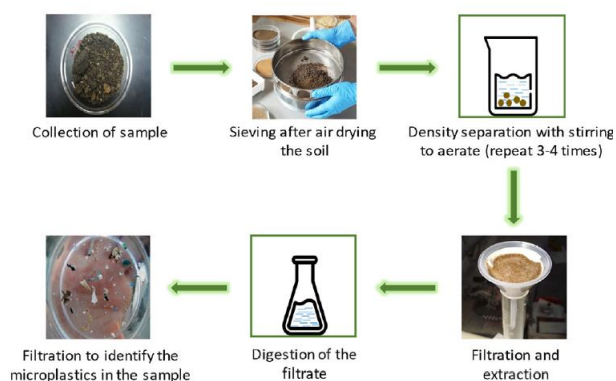 Collection of sample
Sieving after air drying
the soil
Density separation with stirring
to aerate (repeat 3-4 times)
Filtration to identify the
microplastics in the sample
Digestion of the
filtrate
Filtration and
extraction